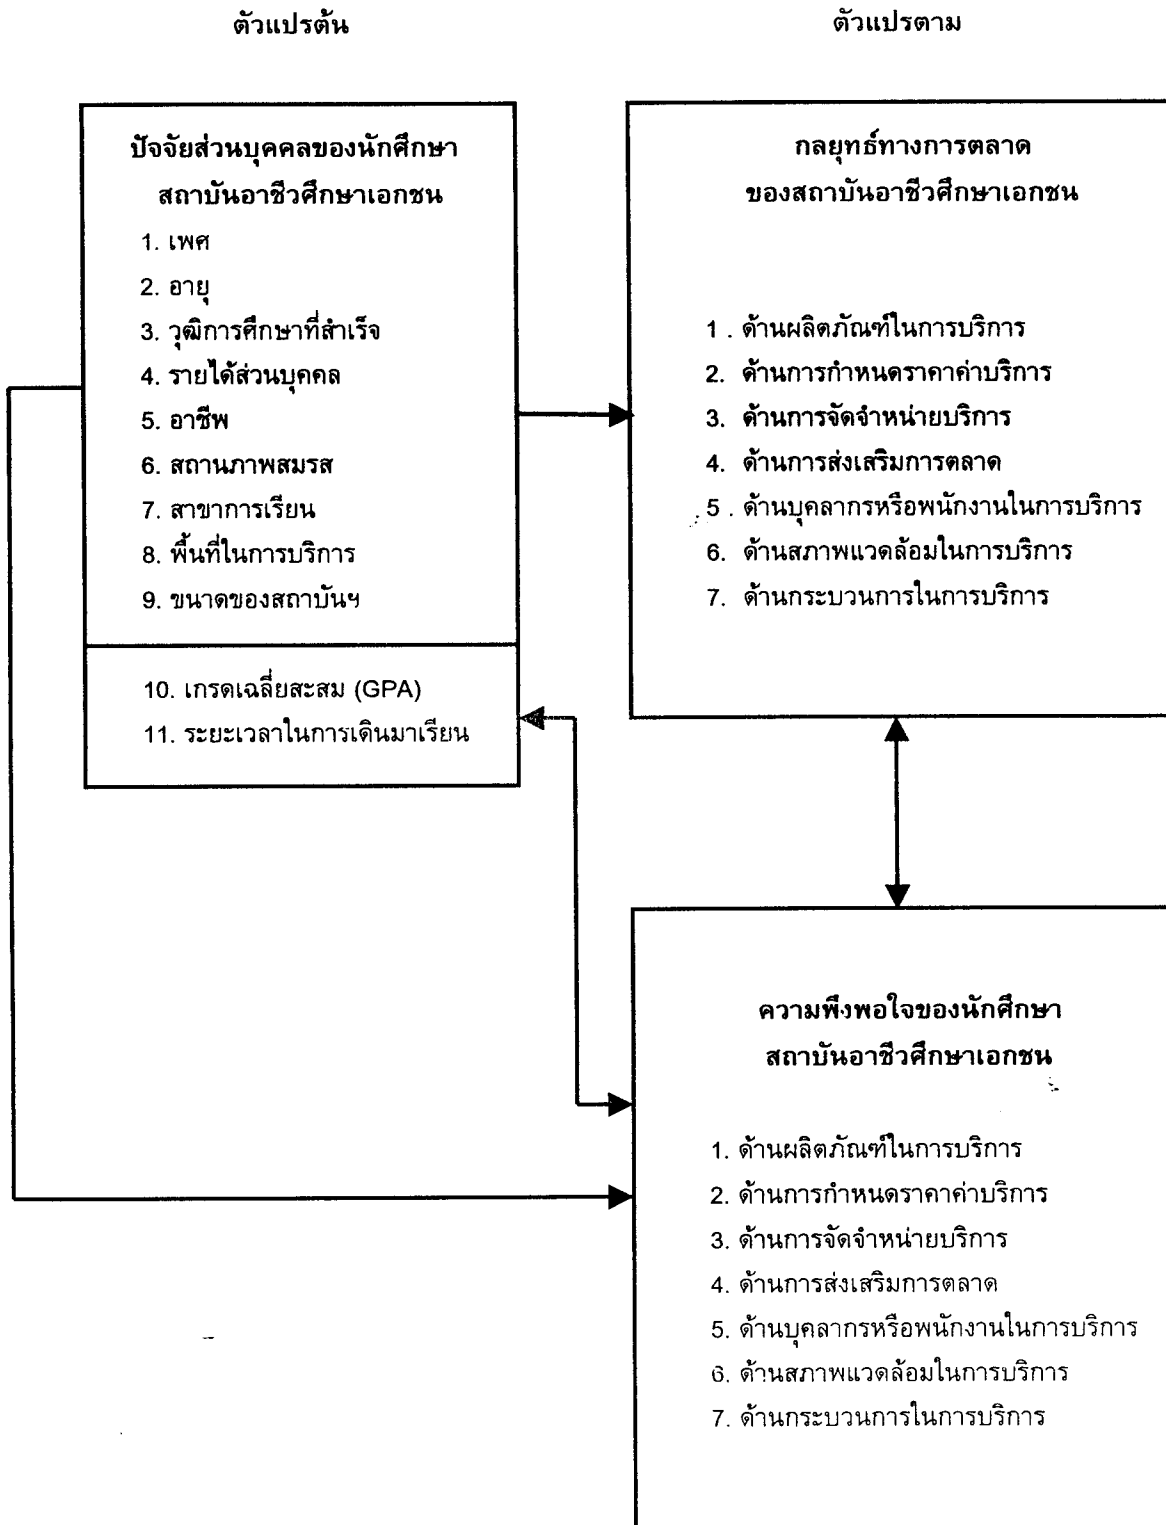 ตัวแปรต้น
ตัวแปรตาม
ปัจจัยส่วนบุคคลของนักศึกษา
สถาบันอาชีวศึกษาเอกชน
1. เพศ
2. อายุ
3. วุฒิการศึกษาที่สำเร็จ
4. รายได้ส่วนบุคคล
5. อาชีพ
6. สถานภาพสมรส
7. สาขาการเรียน
8. พื้นที่ในการบริการ
9. ขนาดของสถาบันฯ
10. เกรดเฉลี่ยสะสม (GPA)
11. ระยะเวลาในการเดินมาเรียน
กลยุทธ์ทางการตลาด
ของสถาบันอาชีวศึกษาเอกชน
1 . ด้านผลิตภัณฑ์ในการบริการ
2. ด้านการกำหนดราคาค่าบริการ
3. ด้านการจัดจำหน่ายบริการ
4. ด้านการส่งเสริมการตลาด
5 . ด้านบุคลากรหรือพนักงานในการบริการ
6. ด้านสภาพแวดล้อมในการบริการ
7. ด้านกระบวนการในการบริการ
ความพึงพอใจของนักศึกษา
สถาบันอาชีวศึกษาเอกชน
1. ด้านผลิตภัณฑ์ในการบริการ
2. ด้านการกำหนดราคาค่าบริการ
3. ด้านการจัดจำหน่ายบริการ
4. ด้านการส่งเสริมการตลาด
5. ด้านบุคลากรหรือพนักงานในการบริการ
6. ด้านสภาพแวดล้อมในการบริการ
7. ด้านกระบวนการในการบริการ